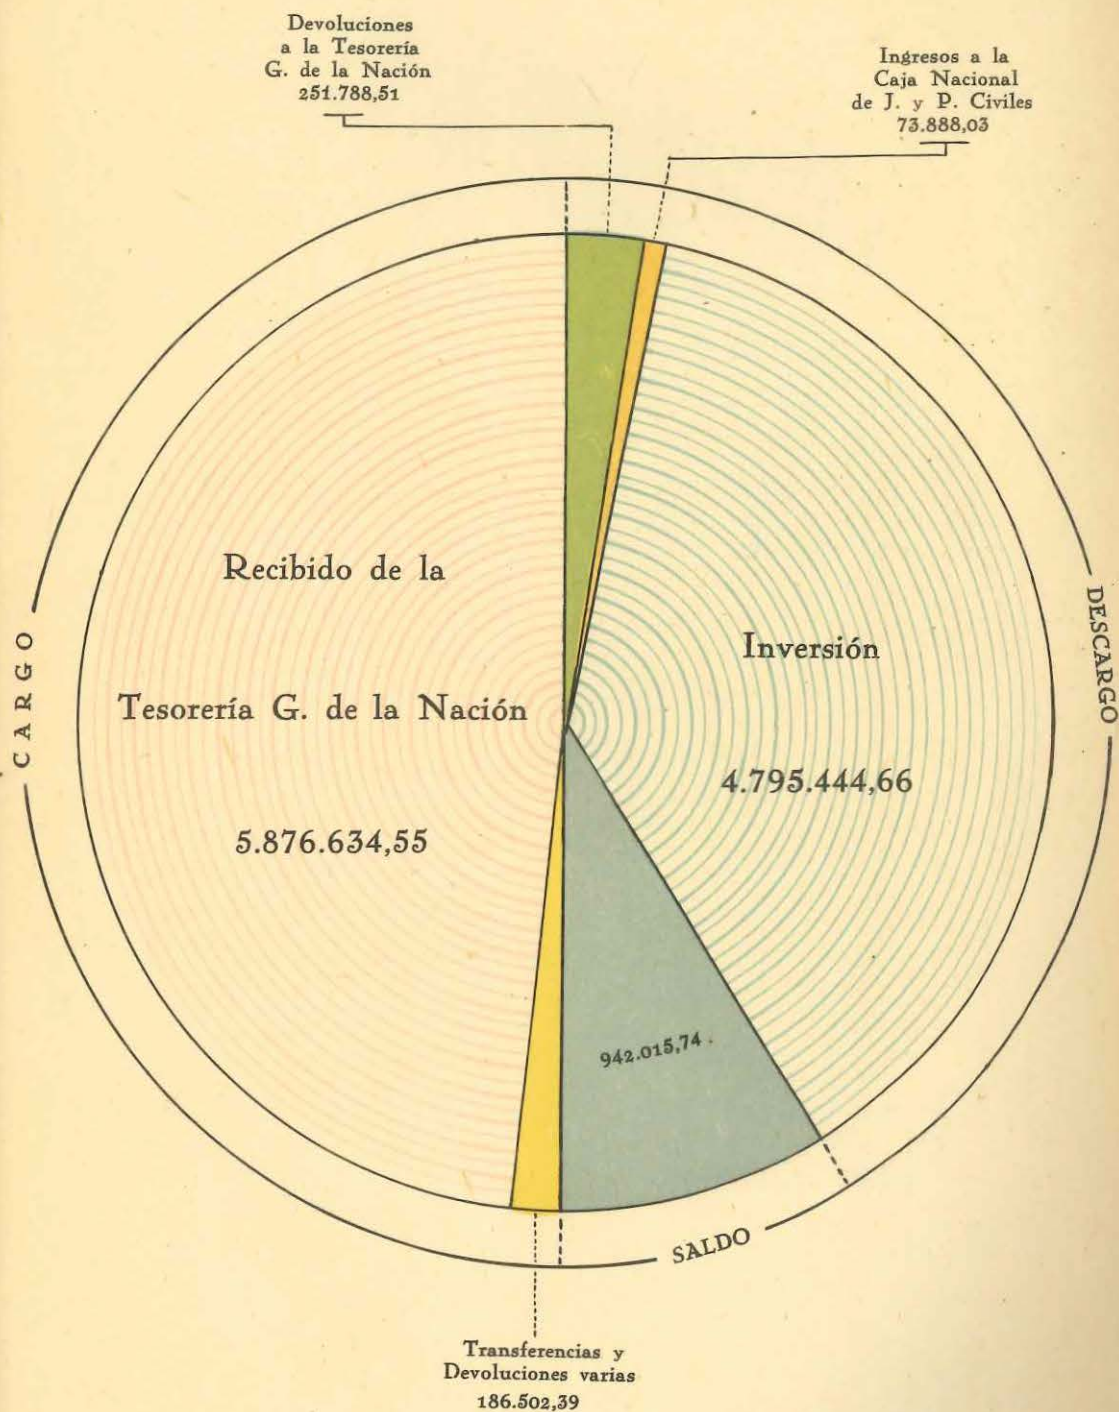 Devoluciones
a la Tesorería
G. de la Nación
251.788,51
Ingresos a la
Caja Nacional
de J. y P. Civiles
73.888,03
CARGO
Recibido de la
Tesorería G. de la Nación
5.876.634,55
Inversión
4.795.444,66
DESCARGO
942.015,74
SALDO
Transferencias y
Devoluciones varias
186.502,39